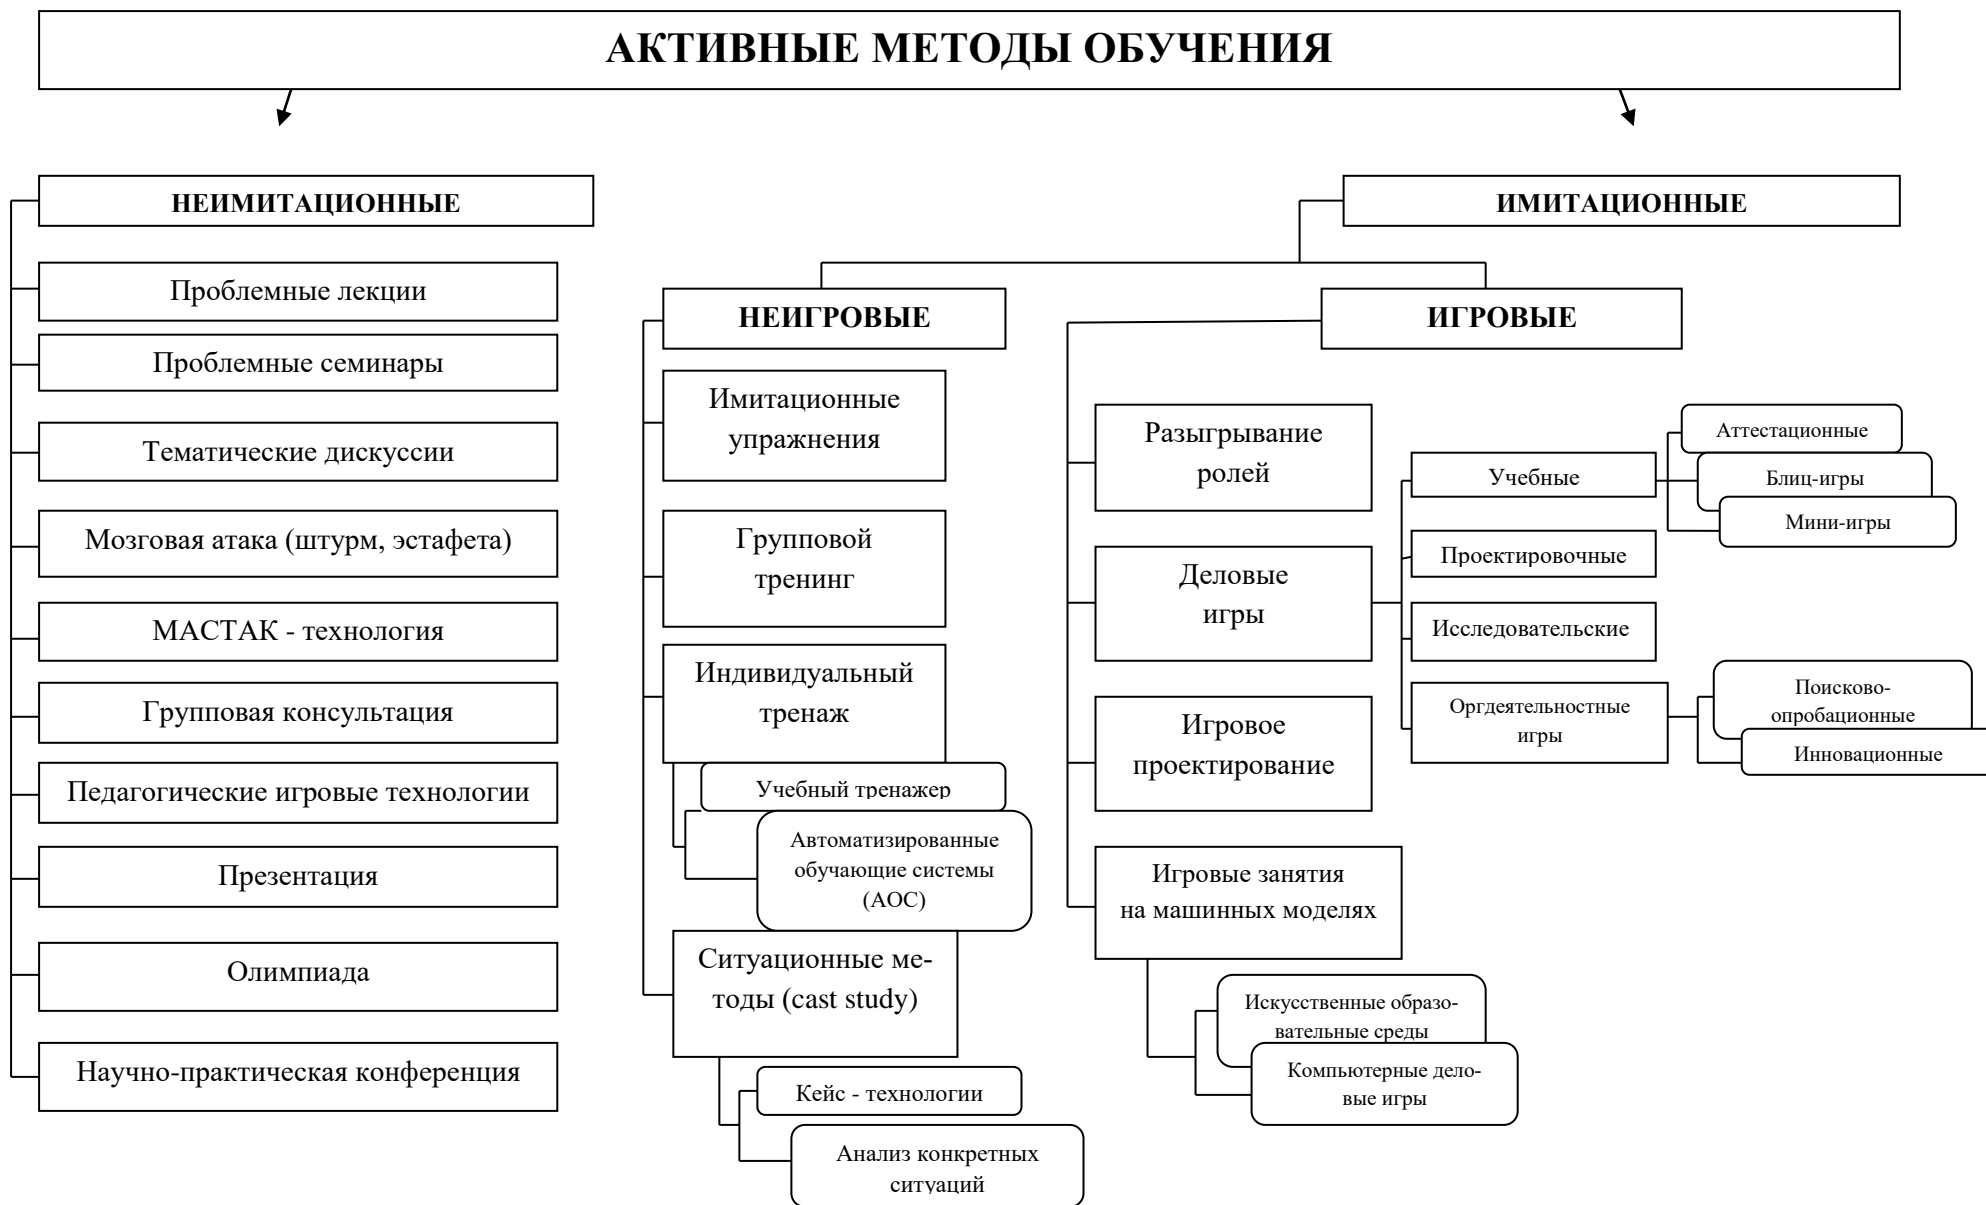 АКТИВНЫЕ МЕТОДЫ ОБУЧЕНИЯ
НЕИМИТАЦИОННЫЕ
Проблемные лекции
Проблемные семинары
Тематические дискуссии
Мозговая атака (штурм, эстафета)
МАСТАК - технология
Групповая консультация
Педагогические игровые технологии
Презентация
Олимпиада
Научно-практическая конференция
ИМИТАЦИОННЫЕ
НЕИГРОВЫЕ
Имитационные
упражнения
Групповой
тренинг
Индивидуальный
тренаж
Учебный тренажер
Автоматизированные
обучающие системы
(АОС)
Ситуационные ме-
тоды (cast study)
Кейс - технологии
Анализ конкретных
ситуаций
ИГРОВЫЕ
Разыгрывание
ролей
Деловые
игры
Учебные
Аттестационные
Блиц-игры
Мини-игры
Проектировочные
Исследовательские
Оргдеятельностные
игры
Поисково-
опробационные
Инновационные
Игровое
проектирование
Игровые занятия
на машинных моделях
Искусственные образо-
вательные среды
Компьютерные дело-
вые игры